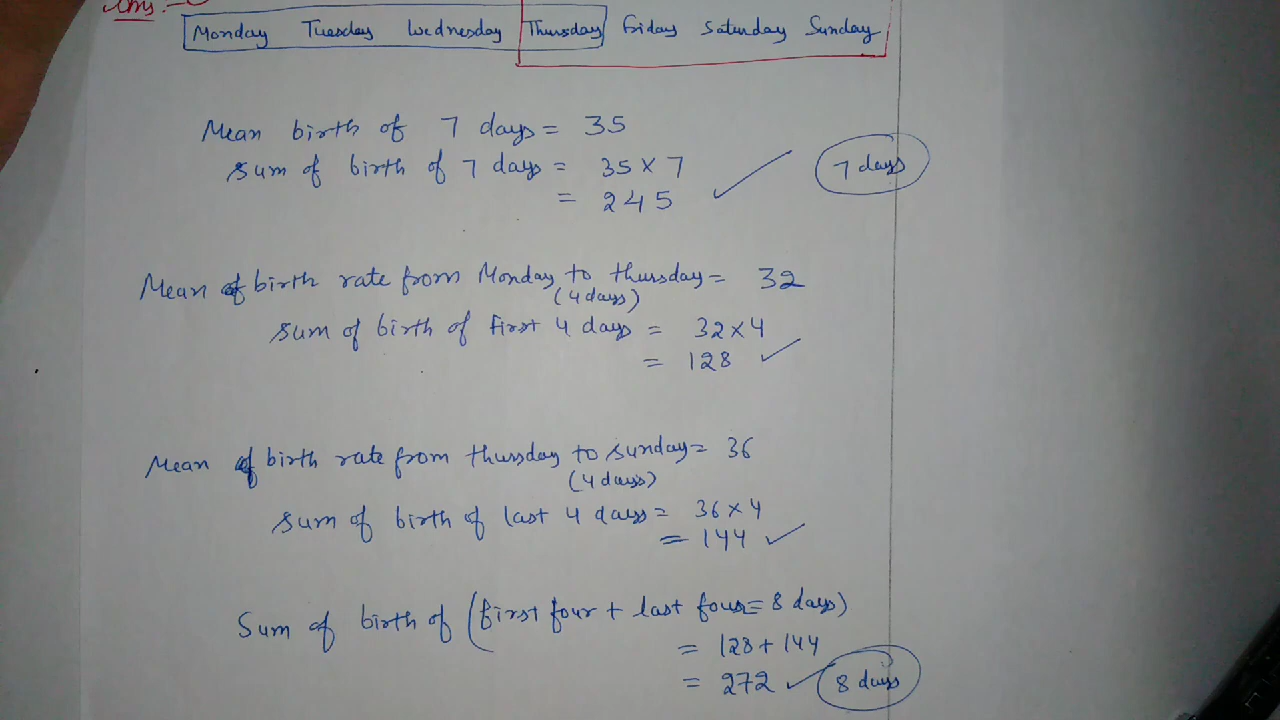 Ans:-
Monday Tuesday Wednesday Thursday Friday Saturday Sunday
Mean birth of 7 days = 35
Sum of birth of 7 days = 35 x 7
= 245 ✓
7 days
Mean of birth rate from Monday to thursday = 32
(4 days)
Sum of birth of first 4 days = 32 x 4
= 128 ✓
Mean of birth rate from thursday to sunday = 36
(4 days)
Sum of birth of last 4 days = 36 x 4
= 144 ✓
Sum of birth of (first four + last four = 8 days)
= 128 + 144
= 272 ✓ 8 days